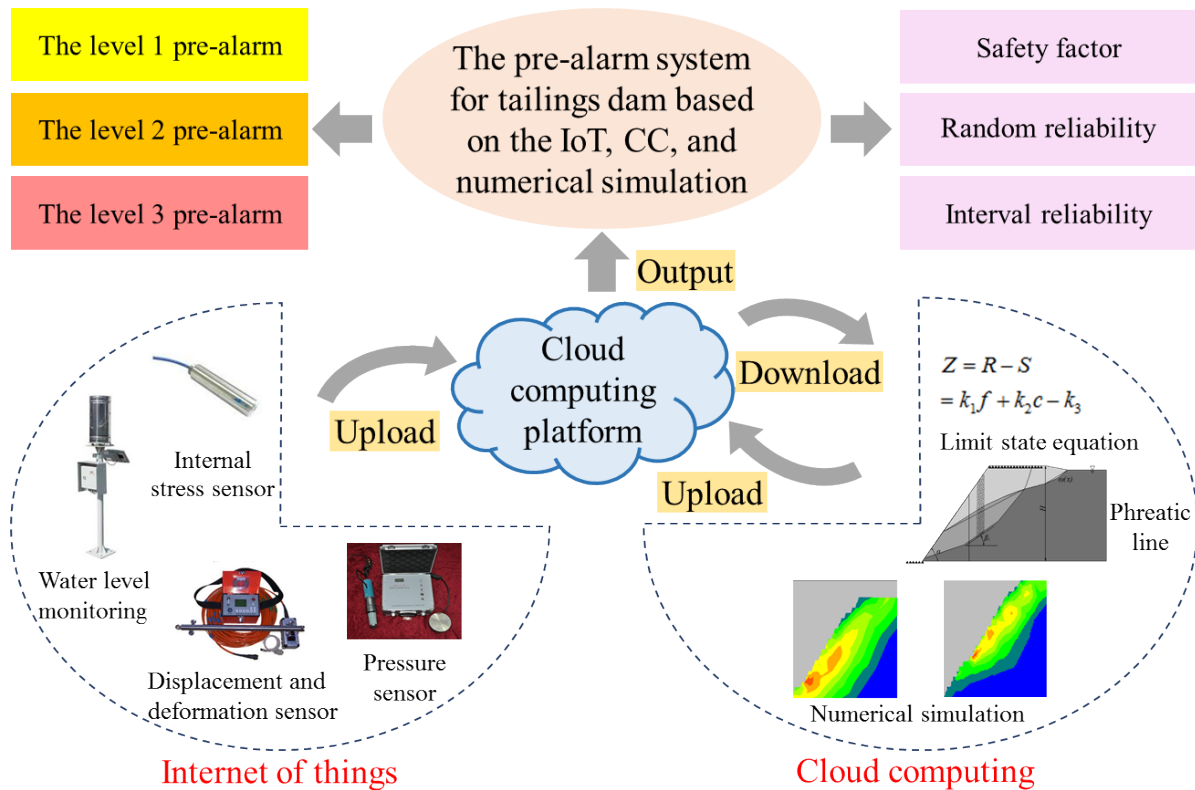 The level 1 pre-alarm
The level 2 pre-alarm
The level 3 pre-alarm
The pre-alarm system
for tailings dam based
on the IoT, CC, and
numerical simulation
Safety factor
Random reliability
Interval reliability
Output
Cloud
computing
platform
Upload
Download
Upload
Internal
stress sensor
Water level
monitoring
Displacement and
deformation sensor
Pressure
sensor
Internet of things
Z = R − S
= k₁f + k₂c − k₃
Limit state equation
H
Phreatic
line
Numerical simulation
Cloud computing